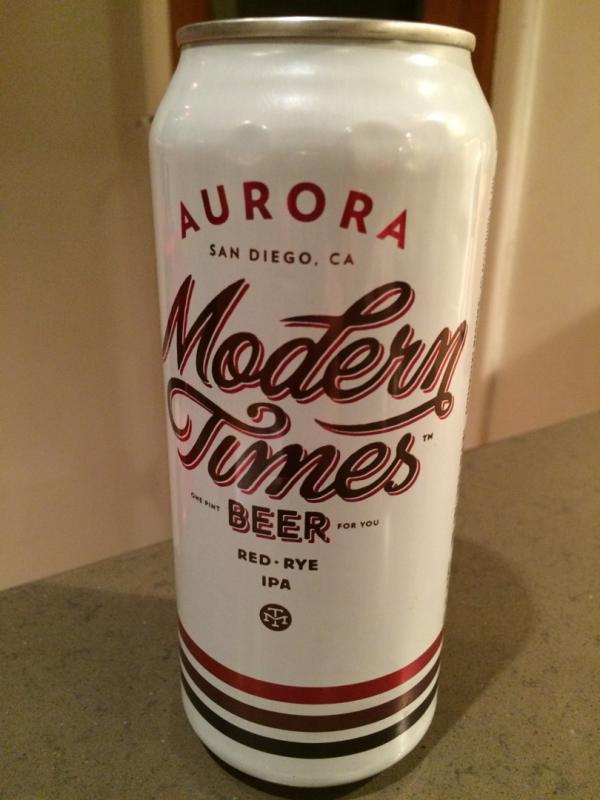 AURORA
SAN DIEGO, CA
Modern
Times™
ONE PINT BEER FOR YOU
RED·RYE
IPA